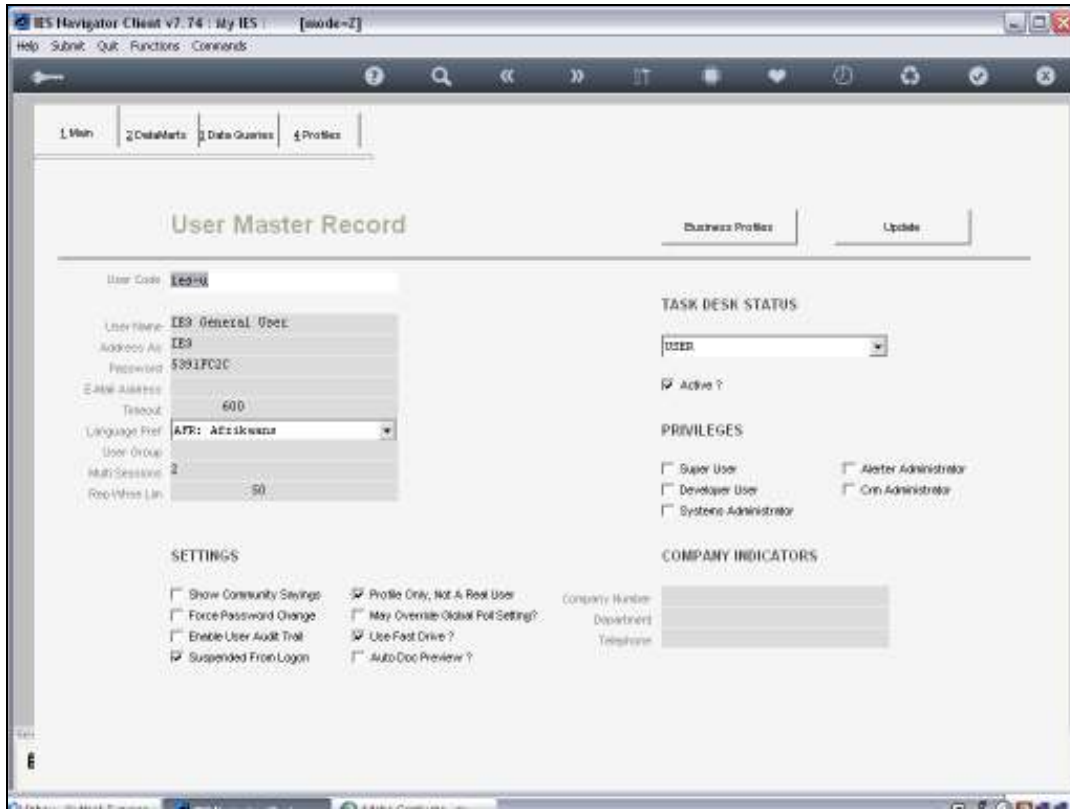 IES Navigator Client v7.74 : My IES : [mode=Z]
Help Submit Quit Functions Commands
1 Main 2 DataMarts 3 Data Queries 4 Profiles
User Master Record Business Profiles Update
User Code ies-u
TASK DESK STATUS
User Name IES General User
Address As IES USER
Password 5391FC2C
E-Mail Address Active ?
Timeout 600
Language Pref AFR: Afrikaans PRIVILEGES
User Group
Multi Sessions 2 Super User Alerter Administrator
50 Developer User Crm Administrator
Systems Administrator
SETTINGS COMPANY INDICATORS
Show Community Sayings Profile Only, Not A Real User Company Number
Force Password Change May Override Global Poll Setting? Department
Enable User Audit Trail Use Fast Drive ? Telephone
Suspended From Logon Auto Doc Preview ?